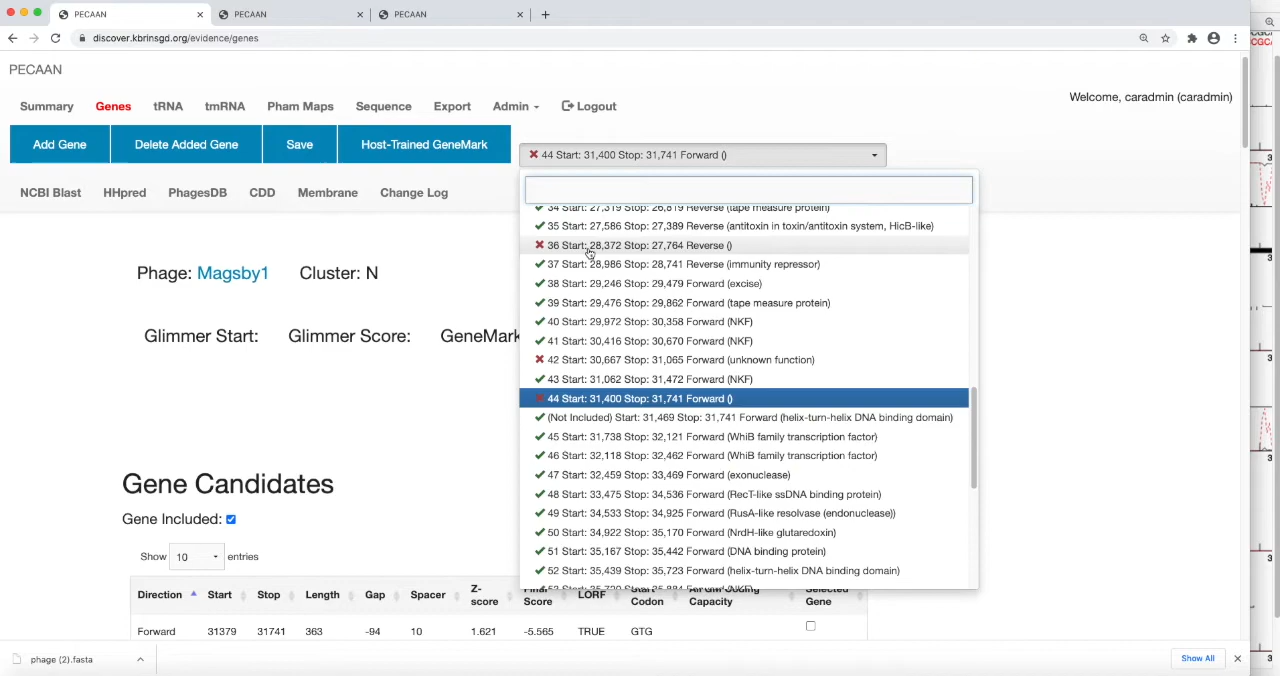 PECAAN
PECAAN
PECAAN
discover.kbrinsgd.org/evidence/genes
PECAAN
Welcome, caradmin (caradmin)
Summary Genes tRNA tmRNA Pham Maps Sequence Export Admin Logout
Add Gene Delete Added Gene Save Host-Trained GeneMark
44 Start: 31,400 Stop: 31,741 Forward ()
NCBI Blast HHpred PhagesDB CDD Membrane Change Log
34 Start: 27,319 Stop: 26,819 Reverse (tape measure protein)
35 Start: 27,586 Stop: 27,389 Reverse (antitoxin in toxin/antitoxin system, HicB-like)
36 Start: 28,372 Stop: 27,764 Reverse ()
37 Start: 28,986 Stop: 28,741 Reverse (immunity repressor)
38 Start: 29,246 Stop: 29,479 Forward (excise)
39 Start: 29,476 Stop: 29,862 Forward (tape measure protein)
40 Start: 29,972 Stop: 30,358 Forward (NKF)
41 Start: 30,416 Stop: 30,670 Forward (NKF)
42 Start: 30,667 Stop: 31,065 Forward (unknown function)
43 Start: 31,062 Stop: 31,472 Forward (NKF)
44 Start: 31,400 Stop: 31,741 Forward ()
(Not Included) Start: 31,469 Stop: 31,741 Forward (helix-turn-helix DNA binding domain)
45 Start: 31,738 Stop: 32,121 Forward (WhiB family transcription factor)
46 Start: 32,118 Stop: 32,462 Forward (WhiB family transcription factor)
47 Start: 32,459 Stop: 33,469 Forward (exonuclease)
48 Start: 33,475 Stop: 34,536 Forward (RecT-like ssDNA binding protein)
49 Start: 34,533 Stop: 34,925 Forward (RusA-like resolvase (endonuclease))
50 Start: 34,922 Stop: 35,170 Forward (NrdH-like glutaredoxin)
51 Start: 35,167 Stop: 35,442 Forward (DNA binding protein)
52 Start: 35,439 Stop: 35,723 Forward (helix-turn-helix DNA binding domain)
Phage: Magsby1 Cluster: N
Glimmer Start: Glimmer Score: GeneMark
Gene Candidates
Gene Included:
Show 10 entries
Direction Start Stop Length Gap Spacer Z-score Final Score LORF Start Codon Capacity Selected Gene
Forward 31379 31741 363 -94 10 1.621 -5.565 TRUE GTG
phage (2).fasta
Show All